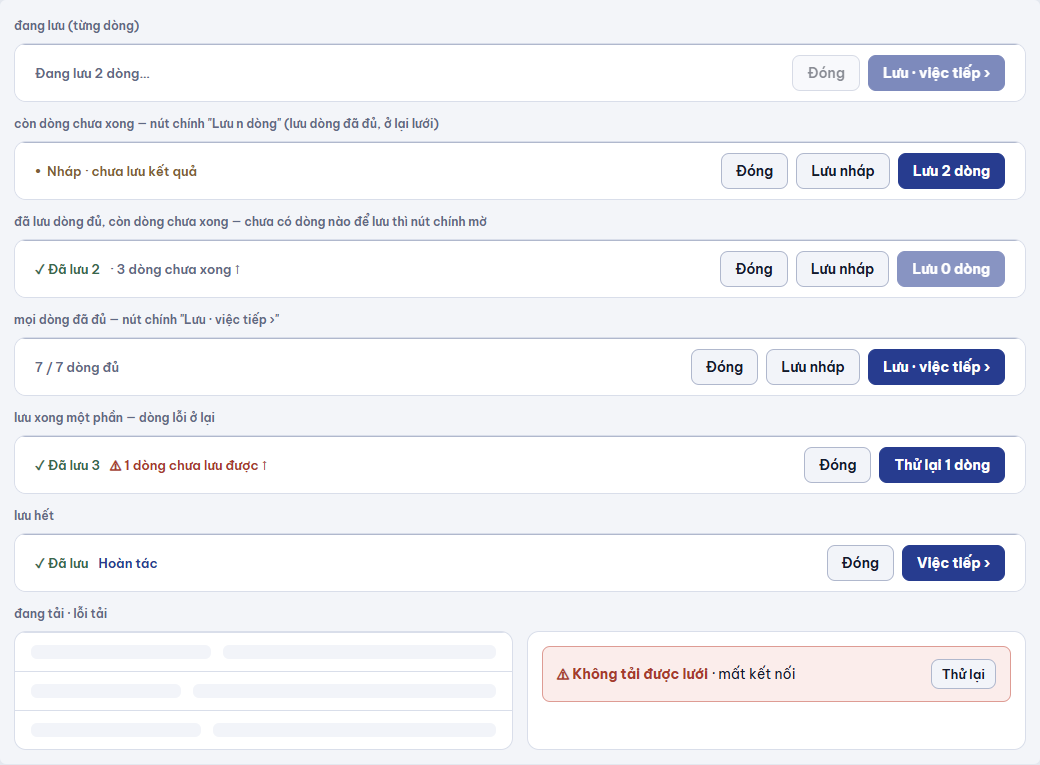 đang lưu (từng dòng)
Đang lưu 2 dòng... Đóng Lưu · việc tiếp ›
còn dòng chưa xong — nút chính "Lưu n dòng" (lưu dòng đã đủ, ở lại lưới)
• Nháp · chưa lưu kết quả Đóng Lưu nháp Lưu 2 dòng
đã lưu dòng đủ, còn dòng chưa xong — chưa có dòng nào để lưu thì nút chính mờ
✓ Đã lưu 2 · 3 dòng chưa xong ↑ Đóng Lưu nháp Lưu 0 dòng
mọi dòng đã đủ — nút chính "Lưu · việc tiếp ›"
7 / 7 dòng đủ Đóng Lưu nháp Lưu · việc tiếp ›
lưu xong một phần — dòng lỗi ở lại
✓ Đã lưu 3 ⚠ 1 dòng chưa lưu được ↑ Đóng Thử lại 1 dòng
lưu hết
✓ Đã lưu Hoàn tác Đóng Việc tiếp ›
đang tải · lỗi tải
⚠ Không tải được lưới · mất kết nối Thử lại